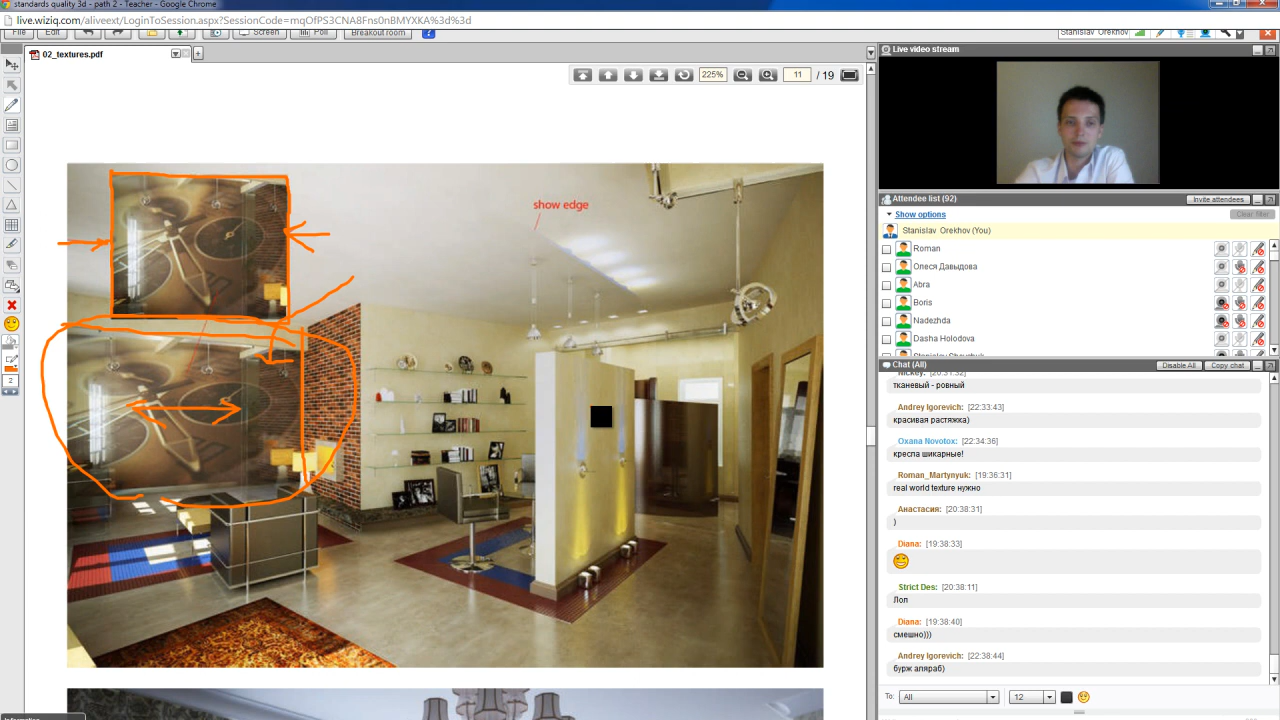 standards quality 3d - path 2 - Teacher - Google Chrome
live.wiziq.com/aliveext/LoginToSession.aspx?SessionCode=mqOfPS3CNA8Fns0nBMYXKA%3d%3d
File Edit Screen Poll Breakout room ? Stanislav Orekhov
02_textures.pdf
225% 11 / 19
show edge
2
Live video stream
Attendee list (92) Invite attendees
Show options Clear filter
Stanislav Orekhov (You)
Roman
Олеся Давыдова
Abra
Boris
Nadezhda
Dasha Holodova
Chat (All) Disable All Copy chat
Nickey: [20:31:32]
тканевый - ровный
Andrey Igorevich: [22:33:43]
красивая растяжка)
Oxana Novotox: [22:34:36]
кресла шикарные!
Roman_Martynyuk: [19:36:31]
real world texture нужно
Анастасия: [20:38:31]
)
Diana: [19:38:33]
Strict Des: [20:38:11]
Лол
Diana: [19:38:40]
смешно)))
Andrey Igorevich: [22:38:44]
бурж аляраб)
To: All 12